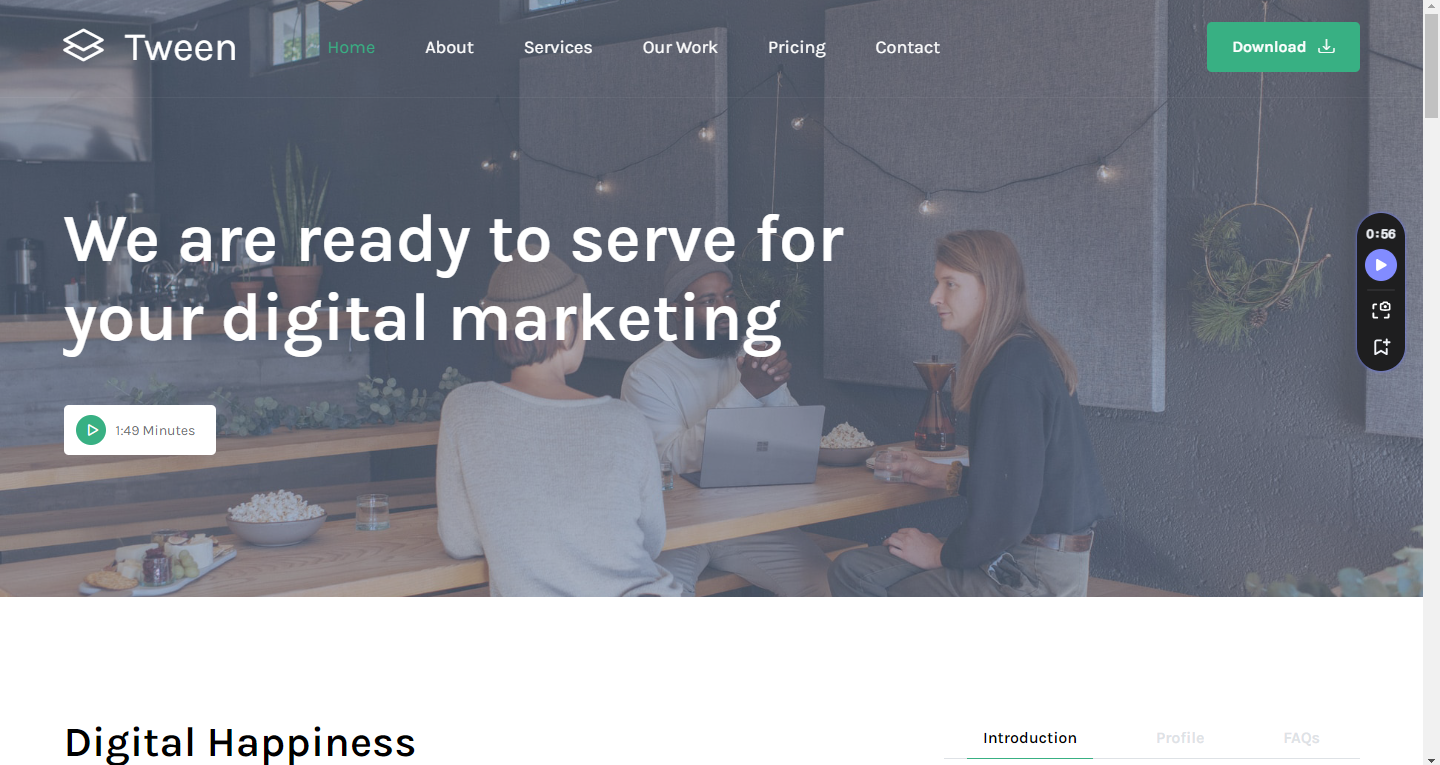 Tween
Home About Services Our Work Pricing Contact
Download
We are ready to serve for
your digital marketing
0:56
1:49 Minutes
Digital Happiness
Introduction Profile FAQs